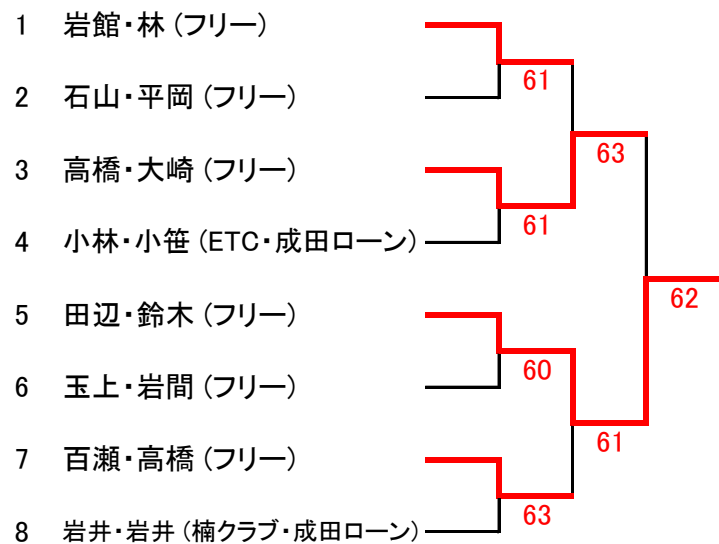 1 岩館・林 (フリー)
61
2 石山・平岡 (フリー)
63
3 高橋・大崎 (フリー)
61
4 小林・小笹 (ETC・成田ローン)
62
5 田辺・鈴木 (フリー)
60
6 玉上・岩間 (フリー)
61
7 百瀬・高橋 (フリー)
63
8 岩井・岩井 (楠クラブ・成田ローン)